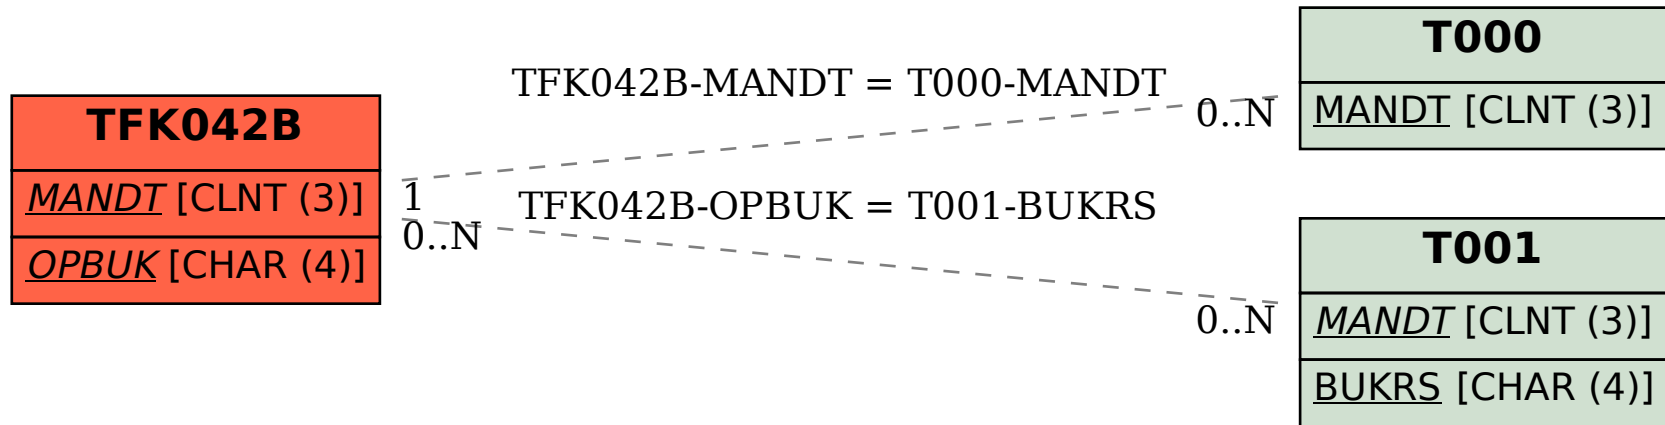 TFK042B
MANDT [CLNT (3)]
OPBUK [CHAR (4)]
TFK042B-MANDT = T000-MANDT
1
0..N
TFK042B-OPBUK = T001-BUKRS
0..N
0..N
T000
MANDT [CLNT (3)]
T001
MANDT [CLNT (3)]
BUKRS [CHAR (4)]